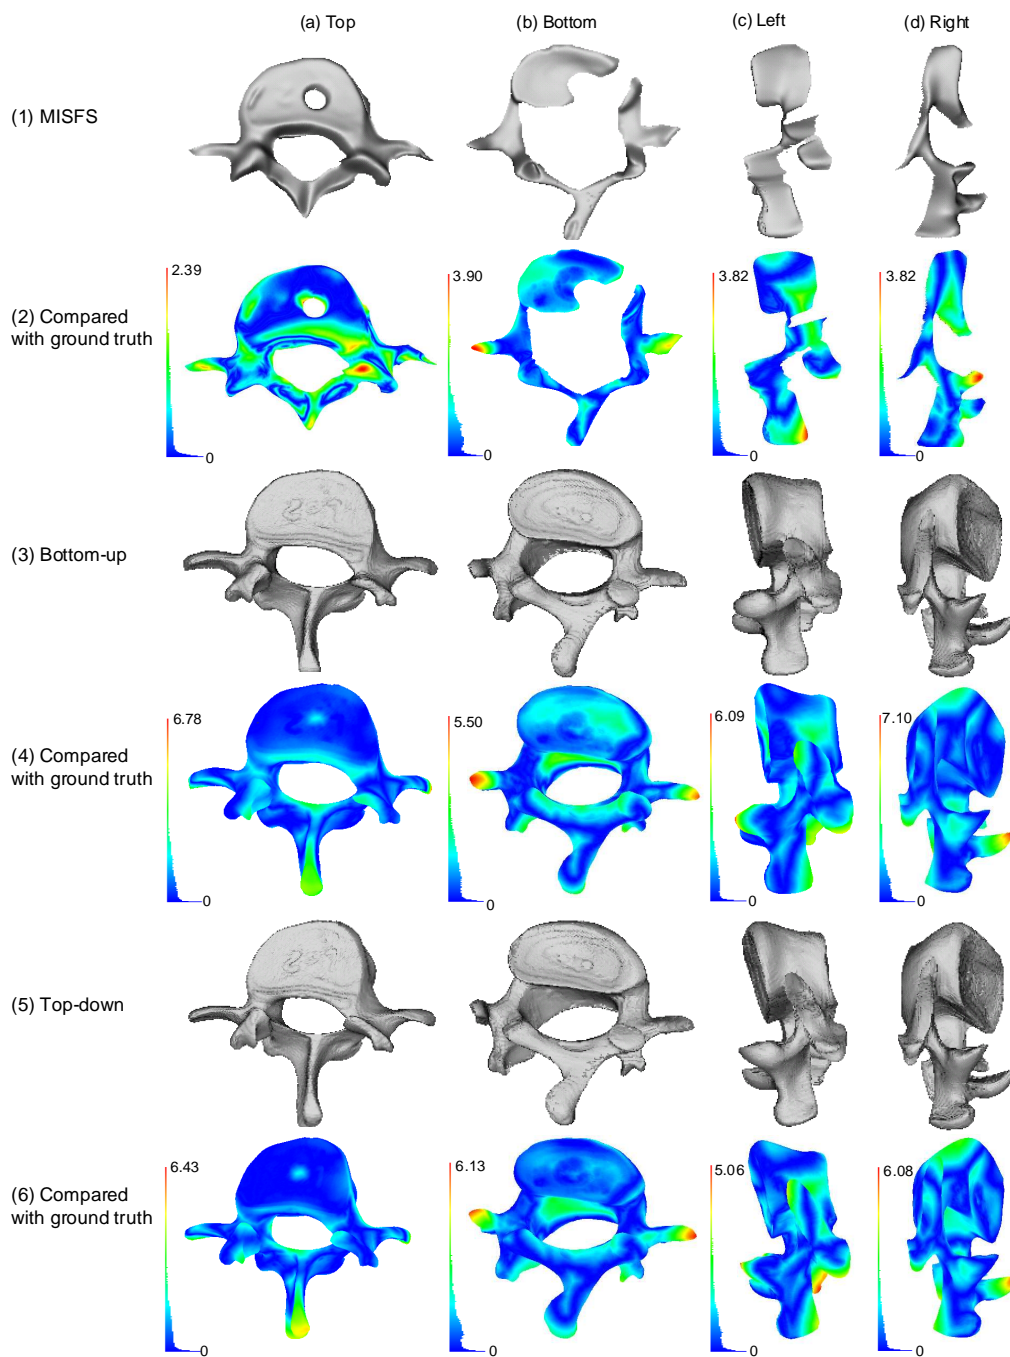 (a) Top
(b) Bottom
(c) Left
(d) Right
(1) MISFS
(2) Compared
with ground truth
2.39
0
3.90
0
3.82
0
3.82
0
(3) Bottom-up
(4) Compared
with ground truth
6.78
0
5.50
0
6.09
0
7.10
0
(5) Top-down
(6) Compared
with ground truth
6.43
0
6.13
0
5.06
0
6.08
0